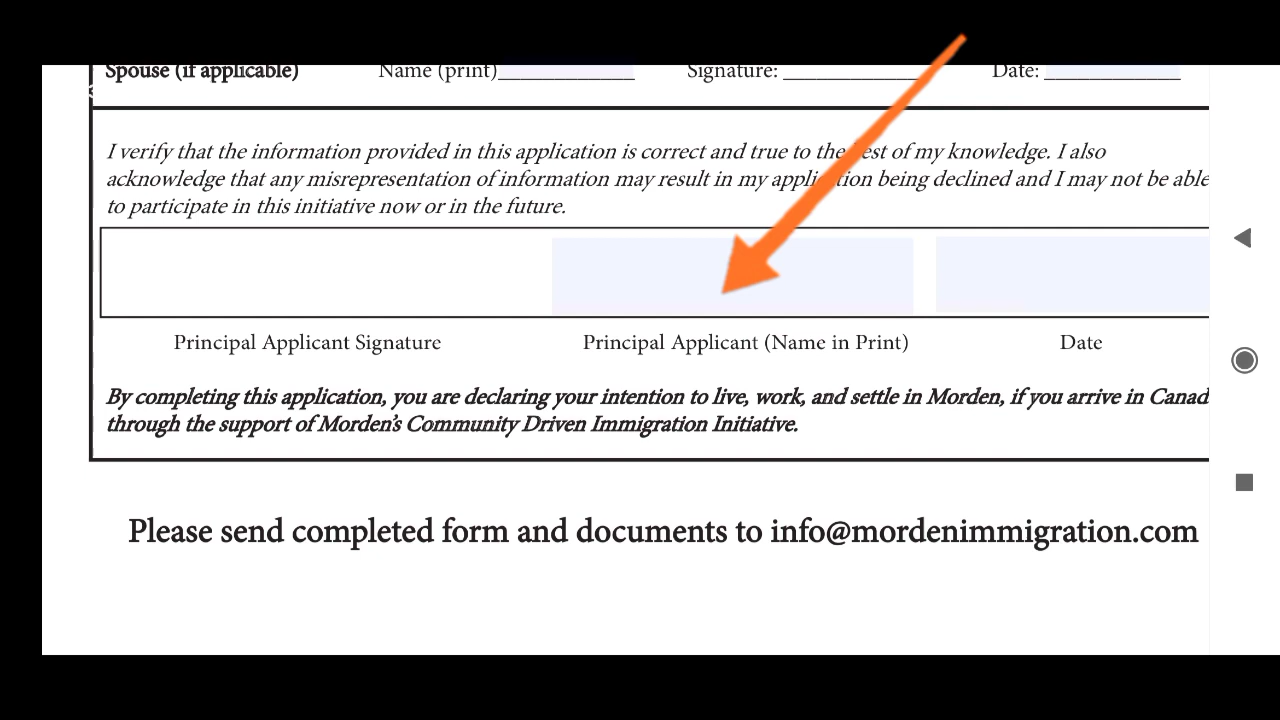 Spouse (if applicable) Name (print)____________ Signature: ____________ Date: ____________
I verify that the information provided in this application is correct and true to the best of my knowledge. I also
acknowledge that any misrepresentation of information may result in my application being declined and I may not be able
to participate in this initiative now or in the future.
Principal Applicant Signature Principal Applicant (Name in Print) Date
By completing this application, you are declaring your intention to live, work, and settle in Morden, if you arrive in Canad
through the support of Morden's Community Driven Immigration Initiative.
Please send completed form and documents to info@mordenimmigration.com